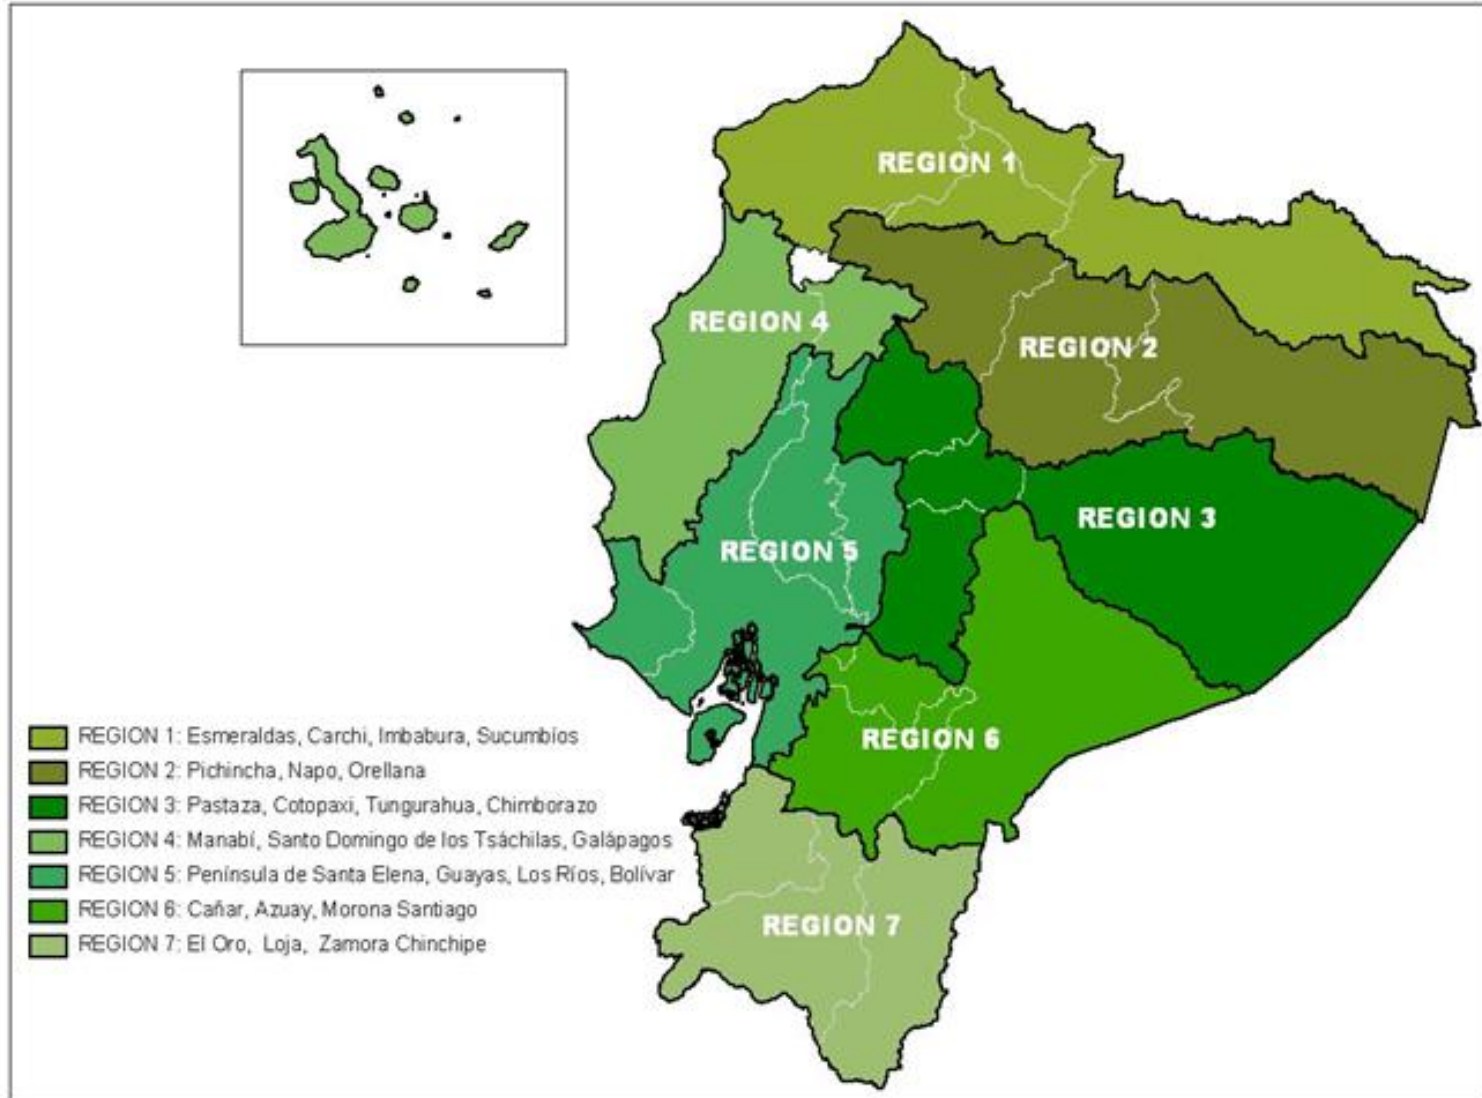 REGION 1
REGION 4
REGION 2
REGION 3
REGION 5
REGION 6
REGION 7
REGION 1: Esmeraldas, Carchi, Imbabura, Sucumbíos
REGION 2: Pichincha, Napo, Orellana
REGION 3: Pastaza, Cotopaxi, Tungurahua, Chimborazo
REGION 4: Manabí, Santo Domingo de los Tsáchilas, Galápagos
REGION 5: Península de Santa Elena, Guayas, Los Ríos, Bolívar
REGION 6: Cañar, Azuay, Morona Santiago
REGION 7: El Oro, Loja, Zamora Chinchipe